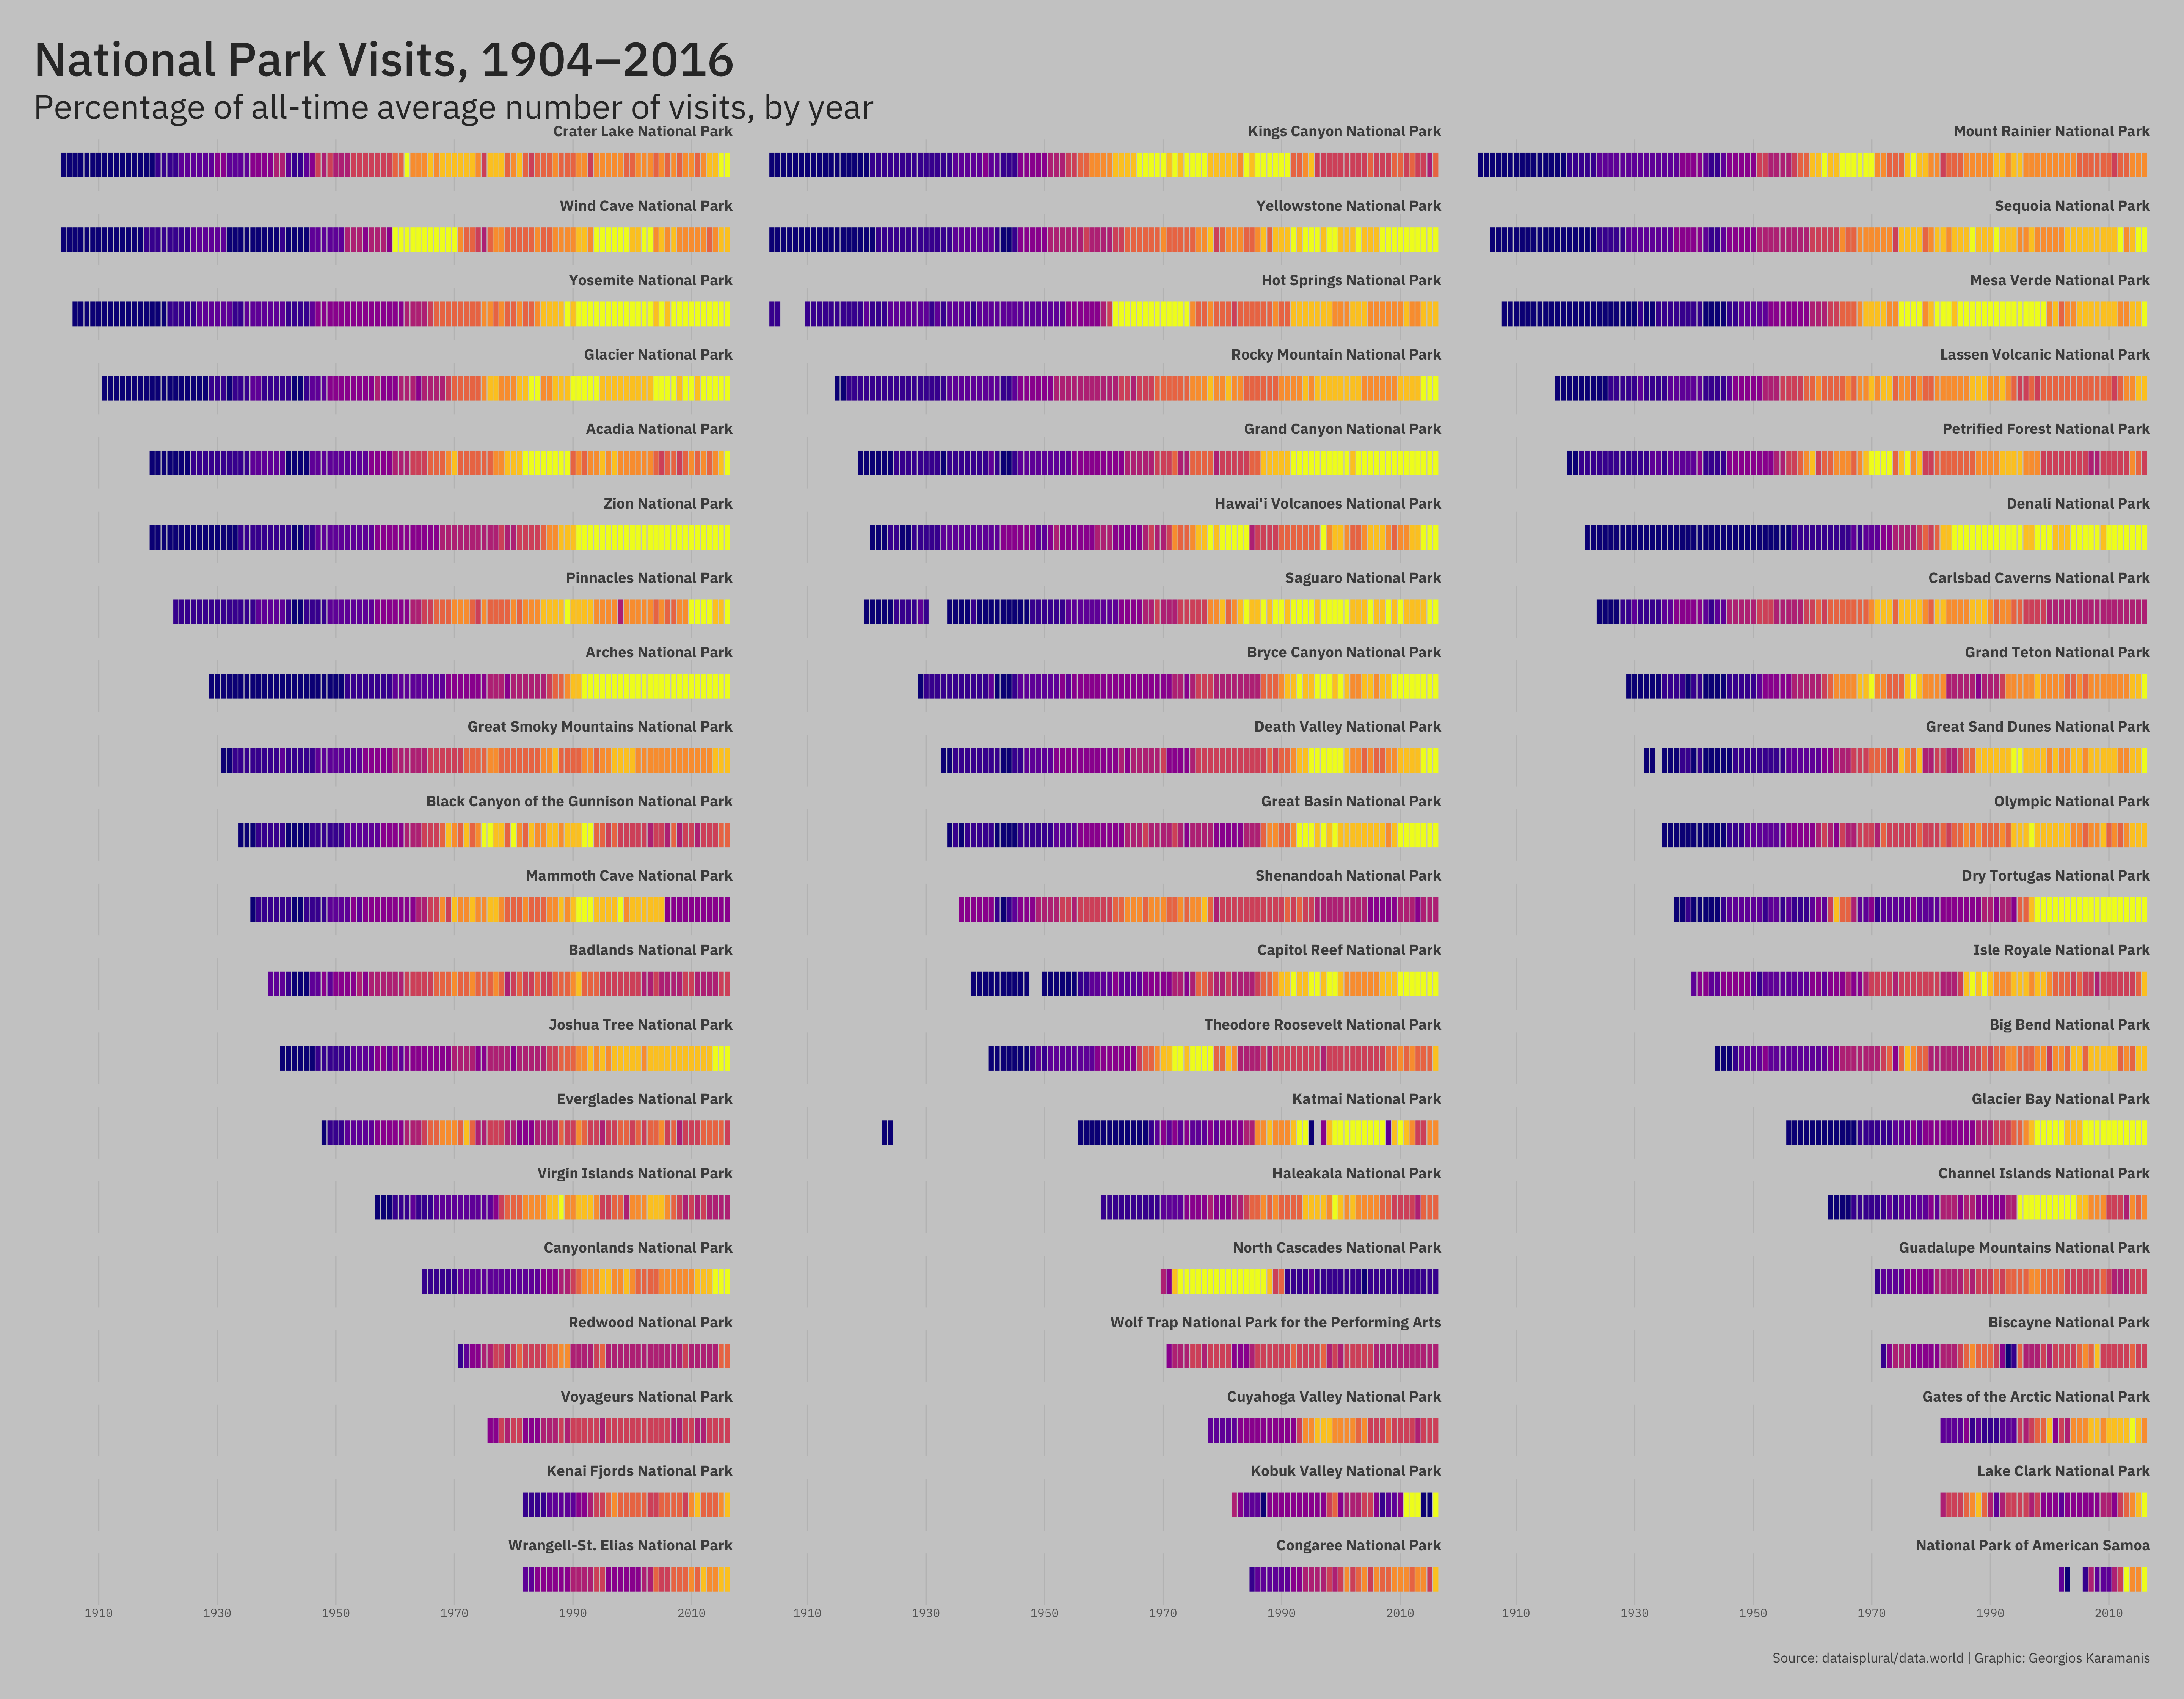 National Park Visits, 1904–2016
Percentage of all-time average number of visits, by year
Crater Lake National Park
Kings Canyon National Park
Mount Rainier National Park
Wind Cave National Park
Yellowstone National Park
Sequoia National Park
Yosemite National Park
Hot Springs National Park
Mesa Verde National Park
Glacier National Park
Rocky Mountain National Park
Lassen Volcanic National Park
Acadia National Park
Grand Canyon National Park
Petrified Forest National Park
Zion National Park
Hawai'i Volcanoes National Park
Denali National Park
Pinnacles National Park
Saguaro National Park
Carlsbad Caverns National Park
Arches National Park
Bryce Canyon National Park
Grand Teton National Park
Great Smoky Mountains National Park
Death Valley National Park
Great Sand Dunes National Park
Black Canyon of the Gunnison National Park
Great Basin National Park
Olympic National Park
Mammoth Cave National Park
Shenandoah National Park
Dry Tortugas National Park
Badlands National Park
Capitol Reef National Park
Isle Royale National Park
Joshua Tree National Park
Theodore Roosevelt National Park
Big Bend National Park
Everglades National Park
Katmai National Park
Glacier Bay National Park
Virgin Islands National Park
Haleakala National Park
Channel Islands National Park
Canyonlands National Park
North Cascades National Park
Guadalupe Mountains National Park
Redwood National Park
Wolf Trap National Park for the Performing Arts
Biscayne National Park
Voyageurs National Park
Cuyahoga Valley National Park
Gates of the Arctic National Park
Kenai Fjords National Park
Kobuk Valley National Park
Lake Clark National Park
Wrangell-St. Elias National Park
Congaree National Park
National Park of American Samoa
1910 1930 1950 1970 1990 2010 1910 1930 1950 1970 1990 2010 1910 1930 1950 1970 1990 2010
Source: dataisplural/data.world | Graphic: Georgios Karamanis